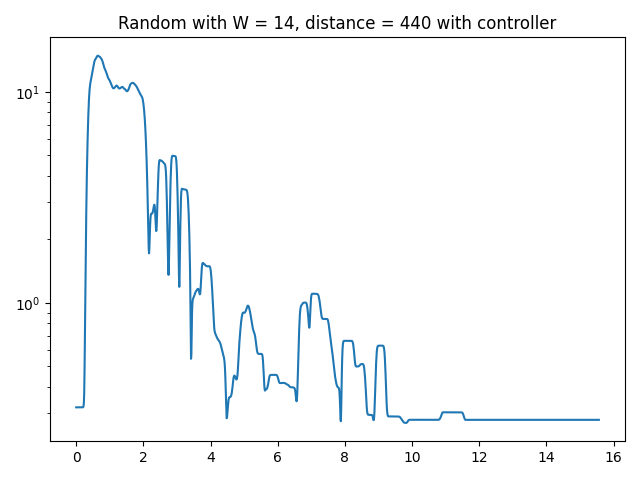 Random with W = 14, distance = 440 with controller
10¹
10⁰
0 2 4 6 8 10 12 14 16